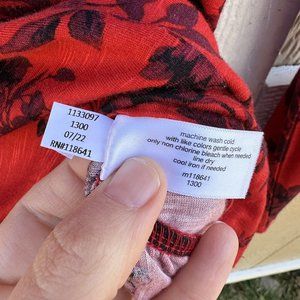 1133097
1300
07/22
RN#118641
machine wash cold
with like colors gentle cycle
only non chlorine bleach when needed
line dry
cool iron if needed
m118641
1300